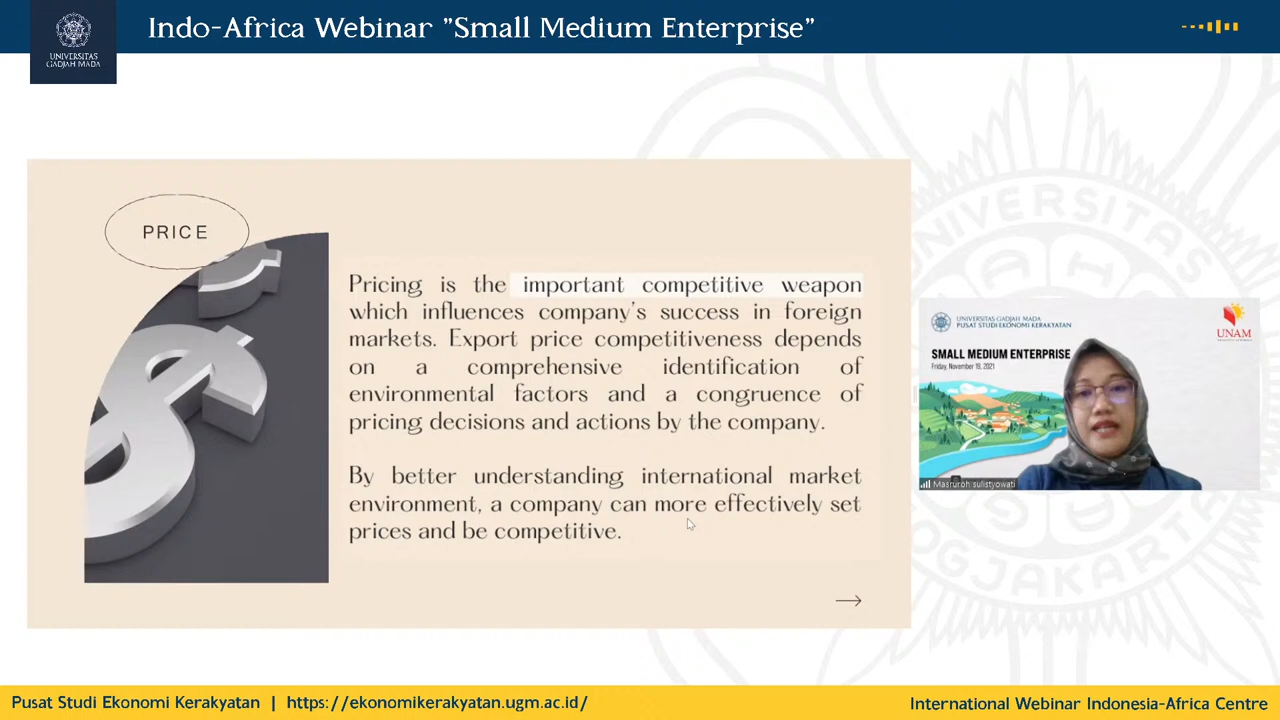 Indo-Africa Webinar "Small Medium Enterprise"
UNIVERSITAS
GADJAH MADA
PRICE
Pricing is the important competitive weapon
which influences company's success in foreign
markets. Export price competitiveness depends
on a comprehensive identification of
environmental factors and a congruence of
pricing decisions and actions by the company.
By better understanding international market
environment, a company can more effectively set
prices and be competitive.
UNIVERSITAS GADJAH MADA
PUSAT STUDI EKONOMI KERAKYATAN
UNAM
SMALL MEDIUM ENTERPRISE
Friday, November 19, 2021
Masruroh sulistyowati
Pusat Studi Ekonomi Kerakyatan | https://ekonomikerakyatan.ugm.ac.id/
International Webinar Indonesia-Africa Centre